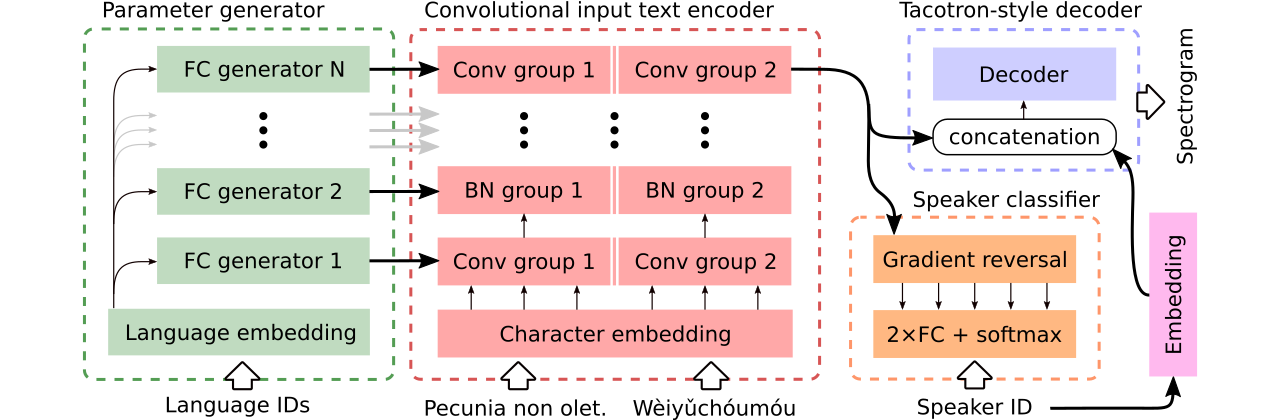 Parameter generator
FC generator N
FC generator 2
FC generator 1
Language embedding
Language IDs
Convolutional input text encoder
Conv group 1
Conv group 2
BN group 1
BN group 2
Conv group 1
Conv group 2
Character embedding
Pecunia non olet.
Wèiyǔchóumóu
Tacotron-style decoder
Decoder
concatenation
Spectrogram
Speaker classifier
Gradient reversal
2×FC + softmax
Speaker ID
Embedding